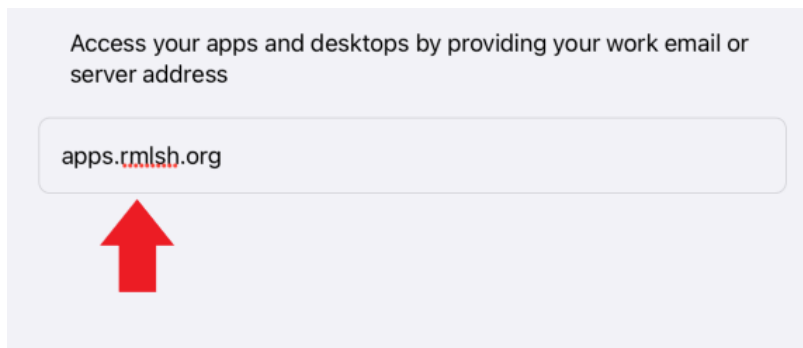 Access your apps and desktops by providing your work email or
server address
apps.rmlsh.org